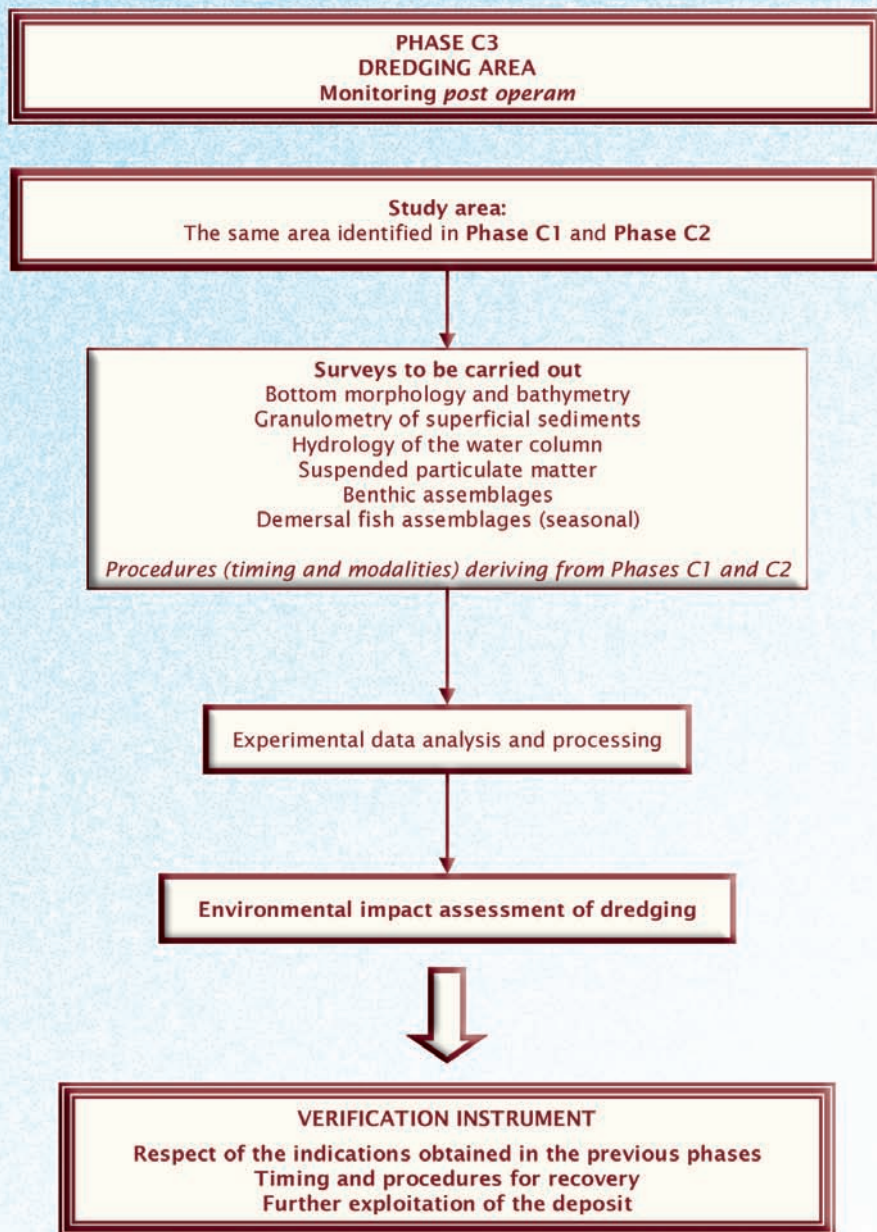 PHASE C3
DREDGING AREA
Monitoring post operam
Study area:
The same area identified in Phase C1 and Phase C2
Surveys to be carried out
Bottom morphology and bathymetry
Granulometry of superficial sediments
Hydrology of the water column
Suspended particulate matter
Benthic assemblages
Demersal fish assemblages (seasonal)
Procedures (timing and modalities) deriving from Phases C1 and C2
Experimental data analysis and processing
Environmental impact assessment of dredging
VERIFICATION INSTRUMENT
Respect of the indications obtained in the previous phases
Timing and procedures for recovery
Further exploitation of the deposit